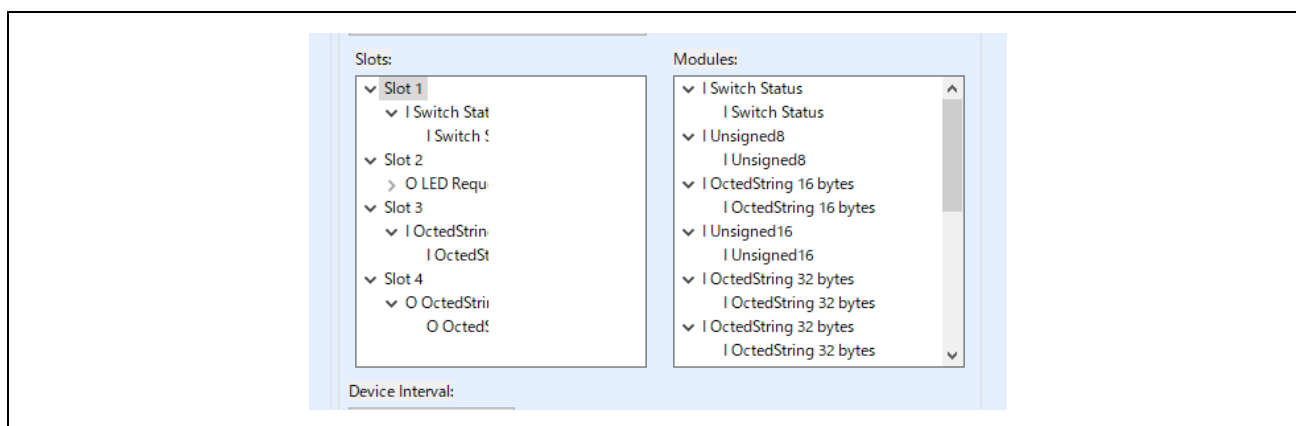 Slots:
Slot 1
I Switch Stat
I Switch
Slot 2
O LED Requ
Slot 3
I OctedStrin
I OctedSt
Slot 4
O OctedStri
O Octed
Modules:
I Switch Status
I Switch Status
I Unsigned8
I Unsigned8
I OctedString 16 bytes
I OctedString 16 bytes
I Unsigned16
I Unsigned16
I OctedString 32 bytes
I OctedString 32 bytes
I OctedString 32 bytes
I OctedString 32 bytes
Device Interval: